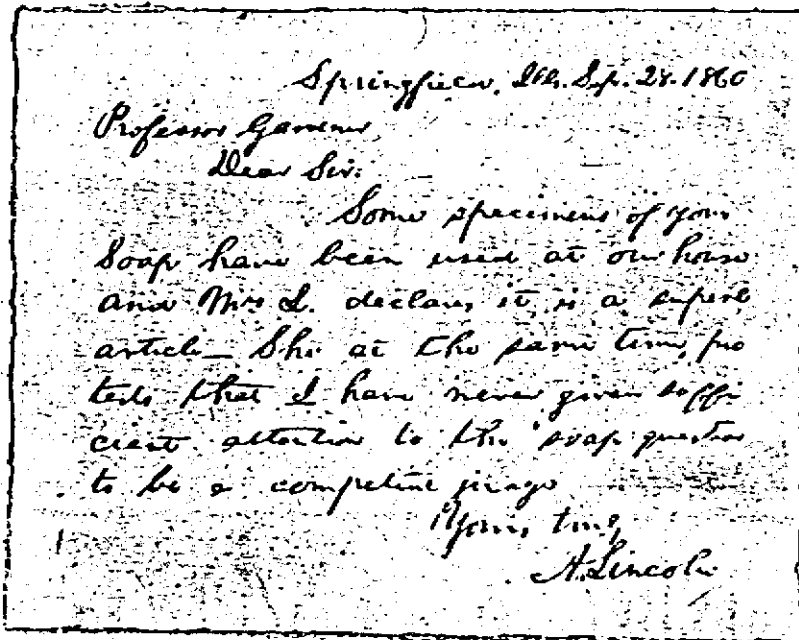 Springfield, Ills. Sep. 28. 1860
Professor Gardner
Dear Sir:
Some specimens of your
Soap have been used at our house
and Mrs L. declares it is a superb
article— She at the same time, pro
tests that I have never given suffi
cient attention to the "soap question"
to be a competent judge
Yours truly
A. Lincoln